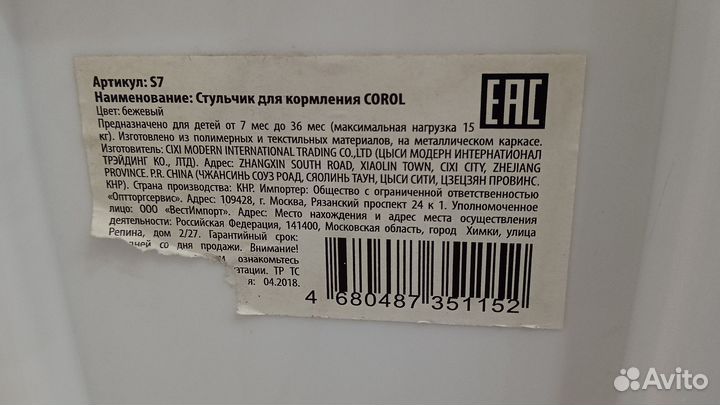 Артикул: S7
Наименование: Стульчик для кормления COROL
Цвет: бежевый
Предназначено для детей от 7 мес до 36 мес (максимальная нагрузка 15
кг). Изготовлено из полимерных и текстильных материалов, на металлическом каркасе.
Изготовитель: CIXI MODERN INTERNATIONAL TRADING CO.,LTD (ЦЫСИ МОДЕРН ИНТЕРНАТИОНАЛ
ТРЭЙДИНГ КО., ЛТД). Адрес: ZHANGXIN SOUTH ROAD, XIAOLIN TOWN, CIXI CITY, ZHEJIANG
PROVINCE. P.R. CHINA (ЧЖАНСИНЬ СОУЗ РОАД, СЯОЛИНЬ ТАУН, ЦЫСИ СИТИ, ЦЗЕЦЗЯН ПРОВИНС.
КНР). Страна производства: КНР. Импортер: Общество с ограниченной ответственностью
«Оптторгсервис». Адрес: 109428, г. Москва, Рязанский проспект 24 к 1. Уполномоченное
лицо: ООО «ВестИмпорт». Адрес: Место нахождения и адрес места осуществления
деятельности: Российская Федерация, 141400, Московская область, город Химки, улица
Репина, дом 2/27. Гарантийный срок:
дней со дня продажи. Внимание!
ознакомьтесь
атации. ТР ТС
я: 04.2018.
EAC
4 680487 351152
Avito